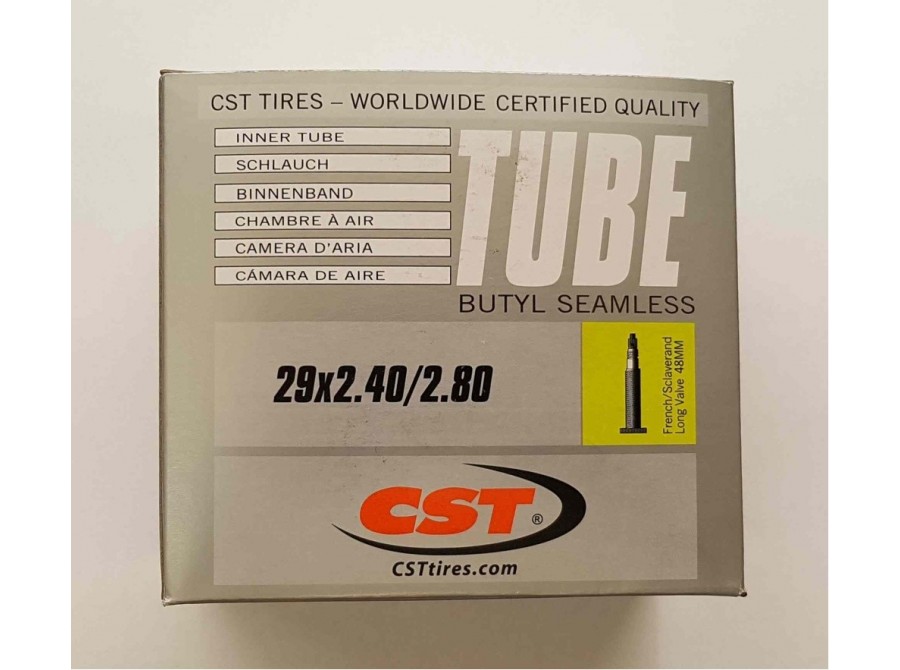 CST TIRES – WORLDWIDE CERTIFIED QUALITY
INNER TUBE
SCHLAUCH
BINNENBAND
CHAMBRE À AIR
CAMERA D'ARIA
CÁMARA DE AIRE
TUBE
BUTYL SEAMLESS
29x2.40/2.80
French/Sclaverand
Long Valve 48MM
CST®
CSTtires.com